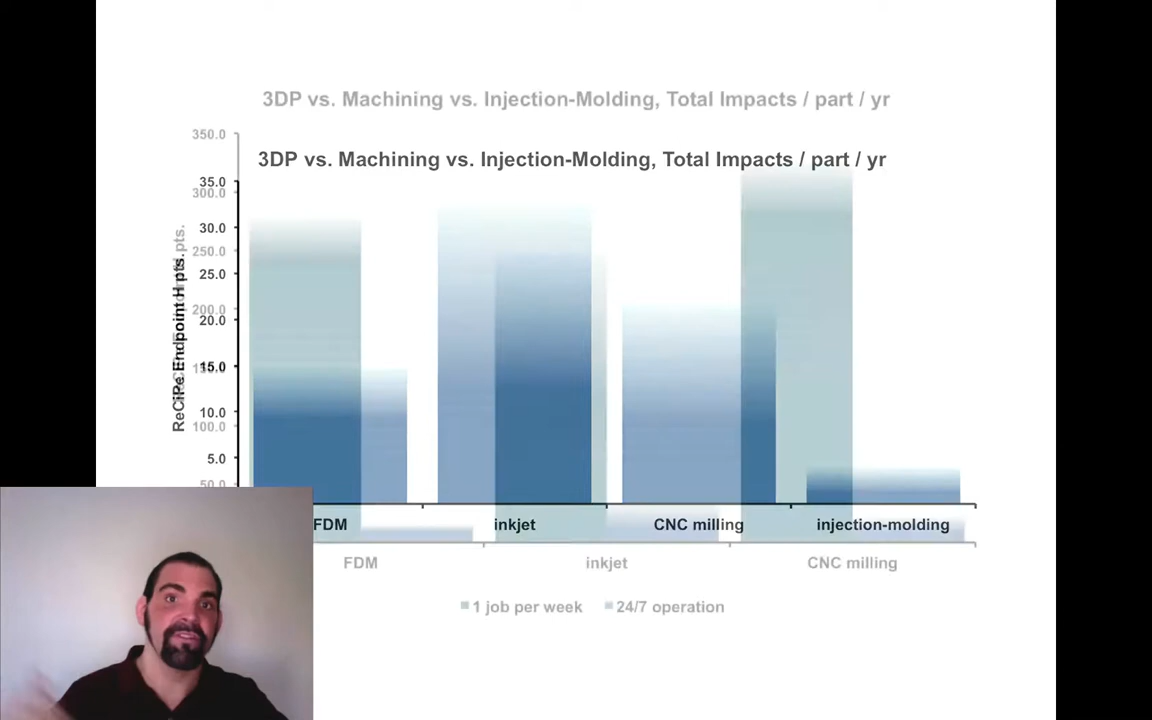 3DP vs. Machining vs. Injection-Molding, Total Impacts / part / yr
350.0
3DP vs. Machining vs. Injection-Molding, Total Impacts / part / yr
35.0
300.0
30.0
250.0
25.0
200.0
20.0
15.0
10.0
100.0
5.0
50.0
ReCiPe Endpoint H pts.
FDM
inkjet
CNC milling
injection-molding
FDM
inkjet
CNC milling
1 job per week
24/7 operation